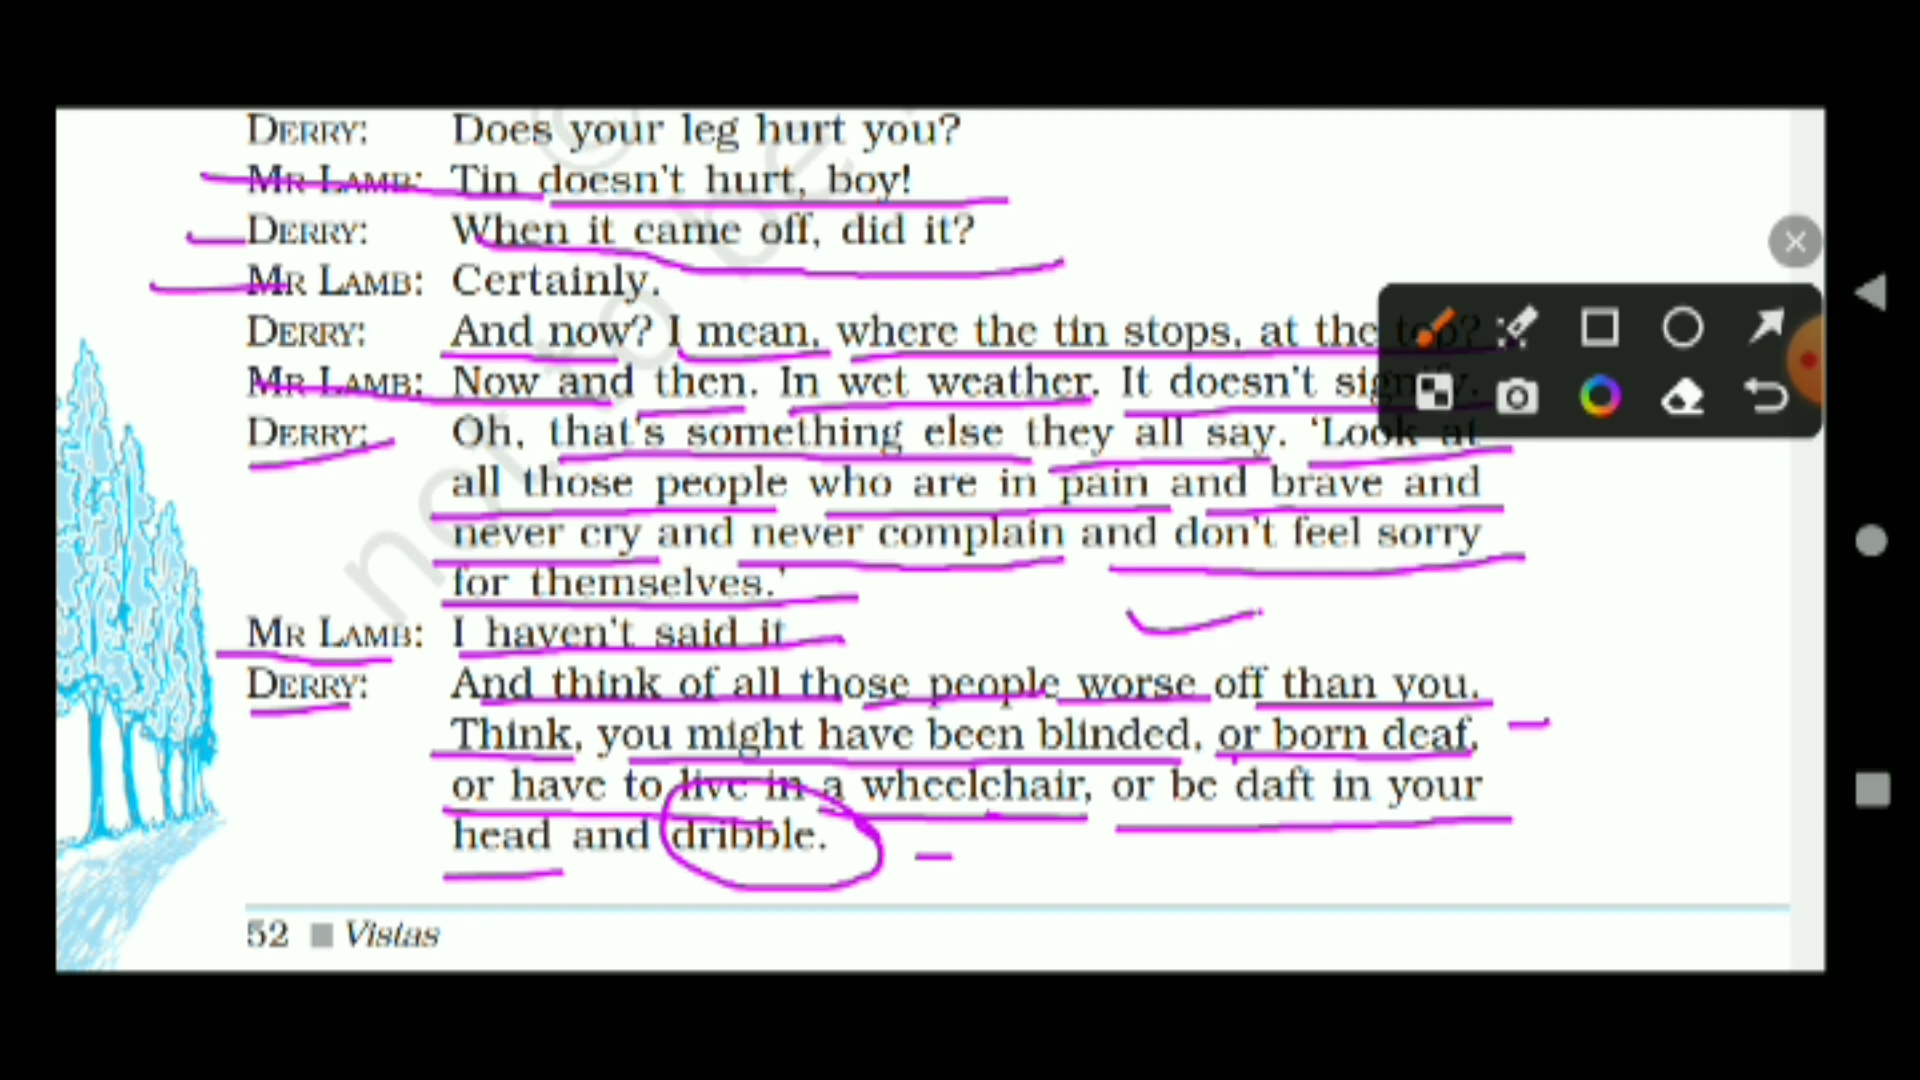 DERRY: Does your leg hurt you?
MR LAMB: Tin doesn't hurt, boy!
DERRY: When it came off, did it?
MR LAMB: Certainly.
DERRY: And now? I mean, where the tin stops, at the top?
MR LAMB: Now and then. In wet weather. It doesn't signify.
DERRY: Oh, that's something else they all say. ‘Look at
all those people who are in pain and brave and
never cry and never complain and don't feel sorry
for themselves.’
MR LAMB: I haven't said it
DERRY: And think of all those people worse off than you.
Think, you might have been blinded, or born deaf,
or have to live in a wheelchair, or be daft in your
head and dribble.
52 ■ Vistas
not to be